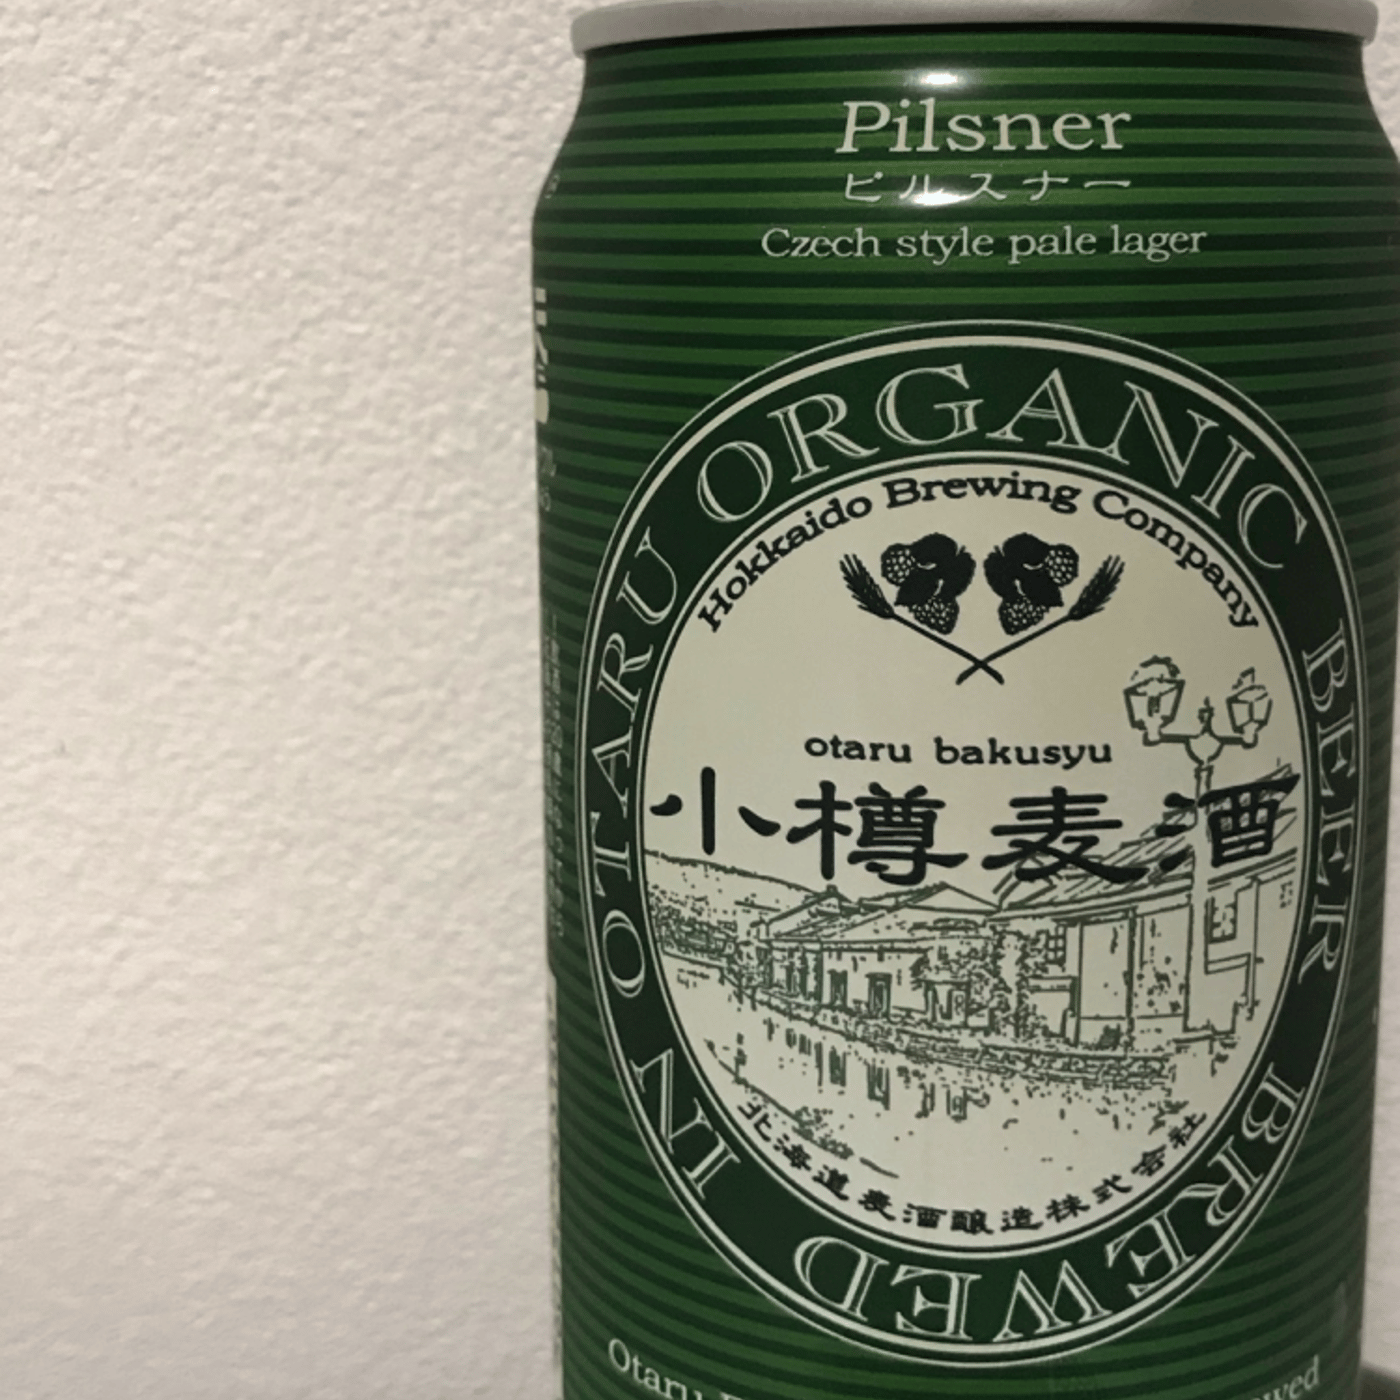 Pilsner
ピルスナー
Czech style pale lager
ORGANIC BEER BREWED IN OTARU
Hokkaido Brewing Company
otaru bakusyu
小樽麦酒
北海道麦酒醸造株式会社
Otaru